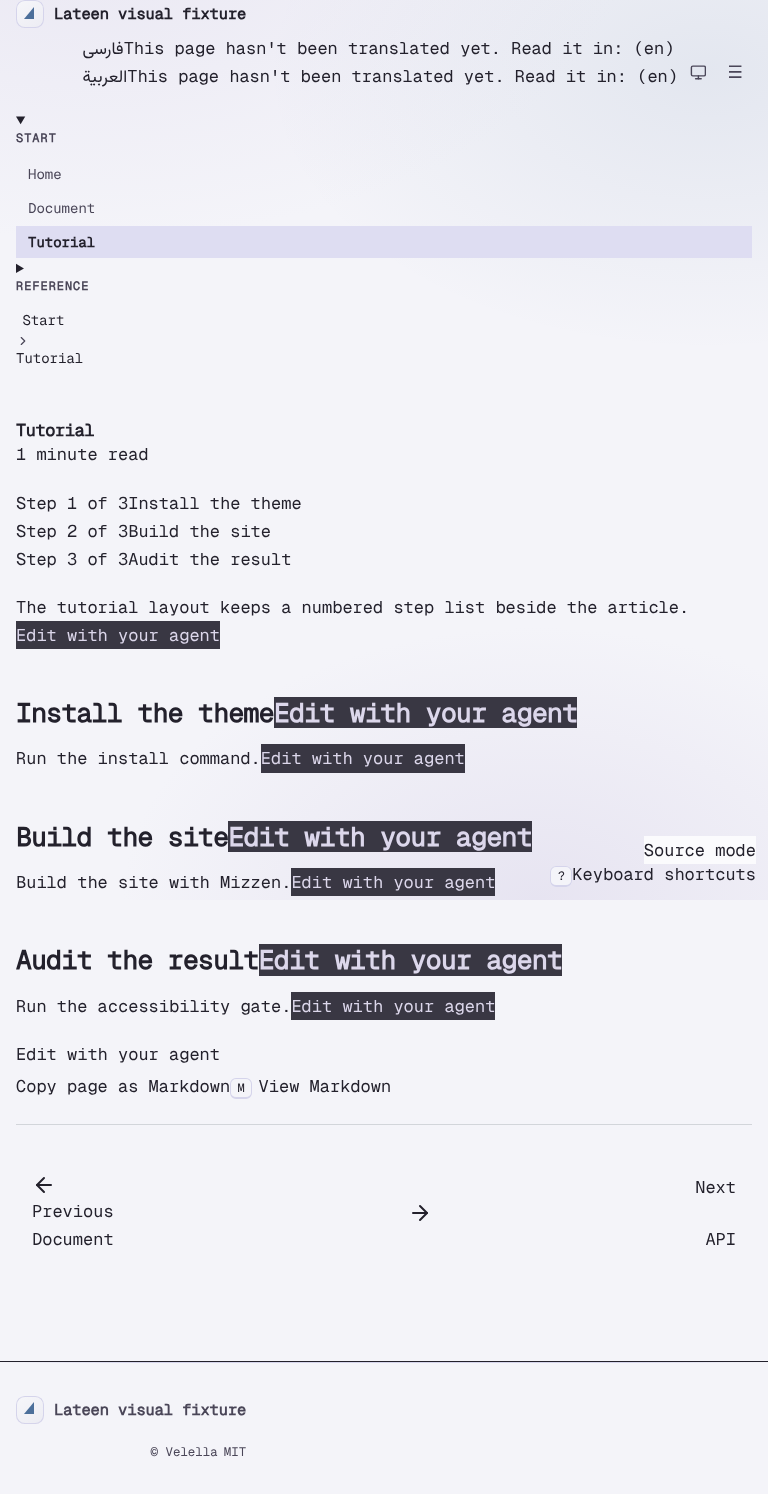 Lateen visual fixture
فارسیThis page hasn't been translated yet. Read it in: (en)
العربيةThis page hasn't been translated yet. Read it in: (en)
START
Home
Document
Tutorial
REFERENCE
Start
Tutorial
Tutorial
1 minute read
Step 1 of 3Install the theme
Step 2 of 3Build the site
Step 3 of 3Audit the result
The tutorial layout keeps a numbered step list beside the article.
Edit with your agent
Install the themeEdit with your agent
Run the install command.Edit with your agent
Build the siteEdit with your agent
Source mode
?Keyboard shortcuts
Build the site with Mizzen.Edit with your agent
Audit the resultEdit with your agent
Run the accessibility gate.Edit with your agent
Edit with your agent
Copy page as MarkdownM View Markdown
Previous
Document
Next
API
Lateen visual fixture
© Velella MIT